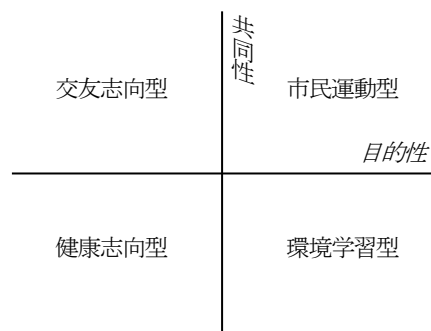 共同性
交友志向型
市民運動型
目的性
健康志向型
環境学習型